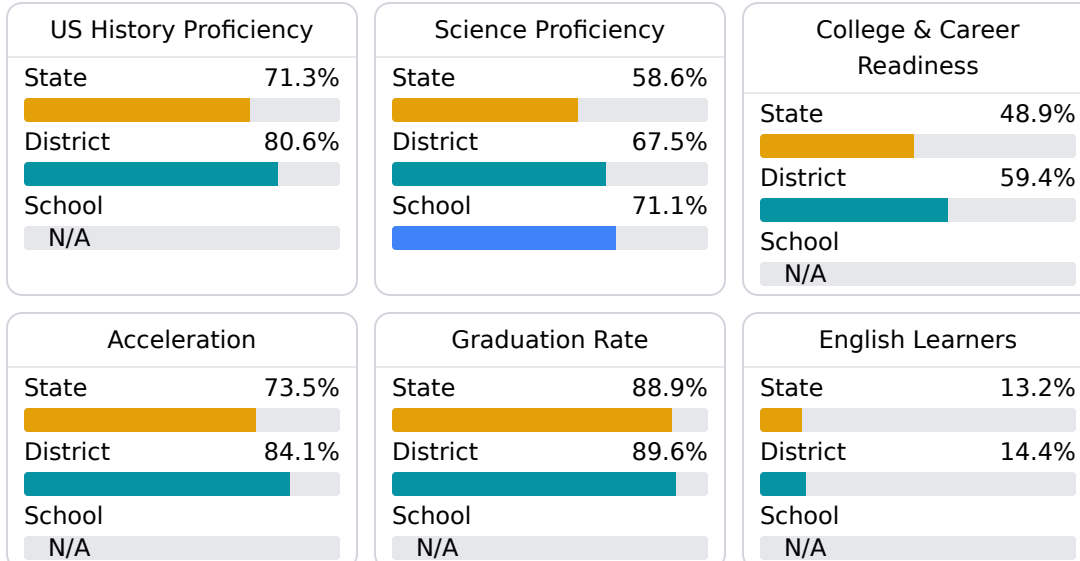 US History Proficiency
State 71.3%
District 80.6%
School
N/A
Science Proficiency
State 58.6%
District 67.5%
School 71.1%
College & Career
Readiness
State 48.9%
District 59.4%
School
N/A
Acceleration
State 73.5%
District 84.1%
School
N/A
Graduation Rate
State 88.9%
District 89.6%
School
N/A
English Learners
State 13.2%
District 14.4%
School
N/A